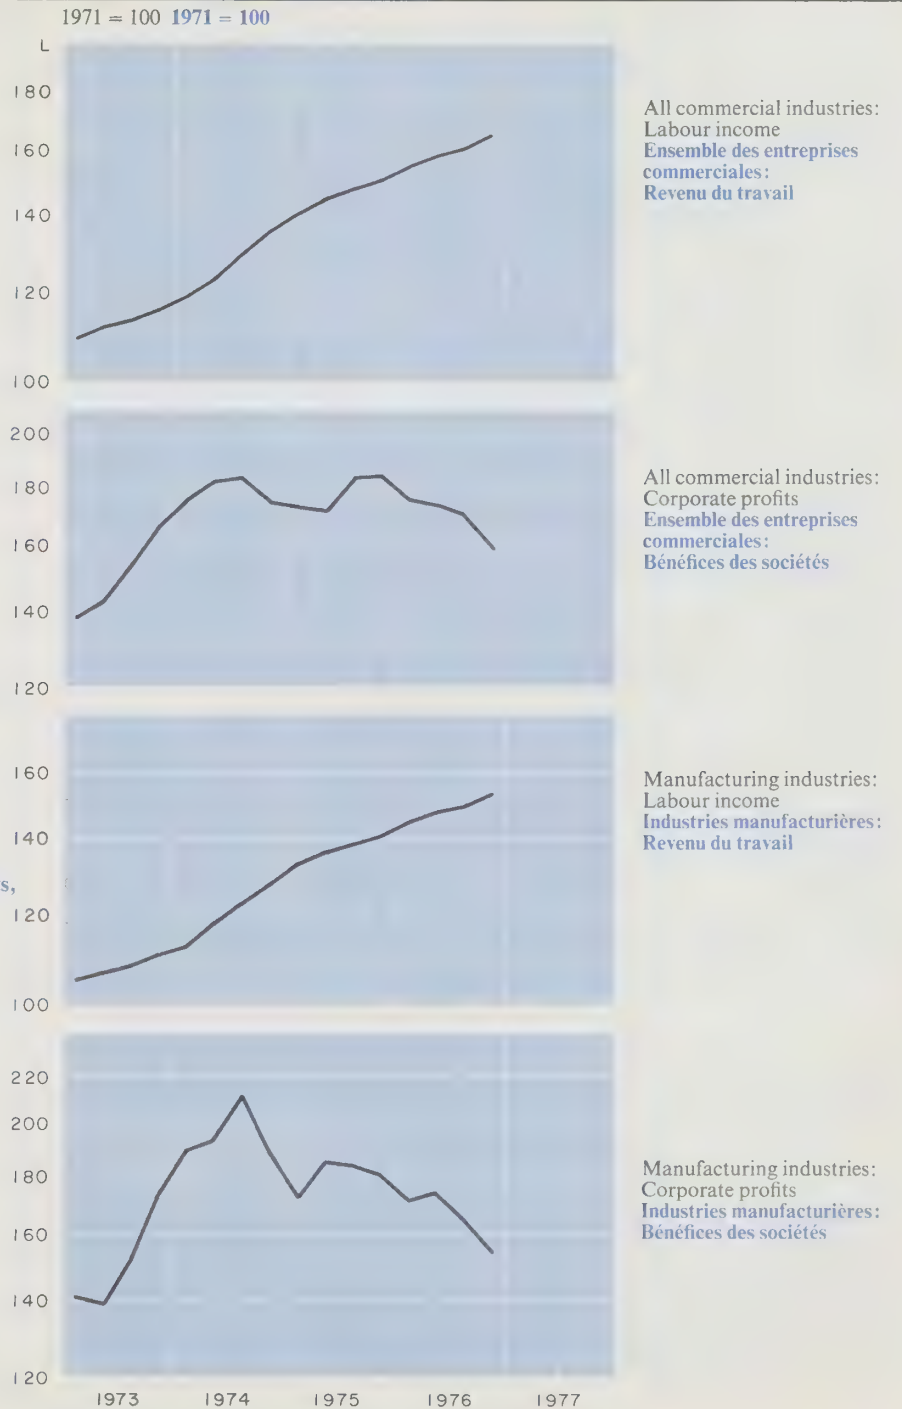 1971 = 100 1971 = 100
L
180
160
140
120
100
All commercial industries:
Labour income
Ensemble des entreprises
commerciales:
Revenu du travail
200
180
160
140
120
All commercial industries:
Corporate profits
Ensemble des entreprises
commerciales:
Bénéfices des sociétés
160
140
s,
120
100
Manufacturing industries:
Labour income
Industries manufacturières:
Revenu du travail
220
200
180
160
140
120
Manufacturing industries:
Corporate profits
Industries manufacturières:
Bénéfices des sociétés
1973 1974 1975 1976 1977